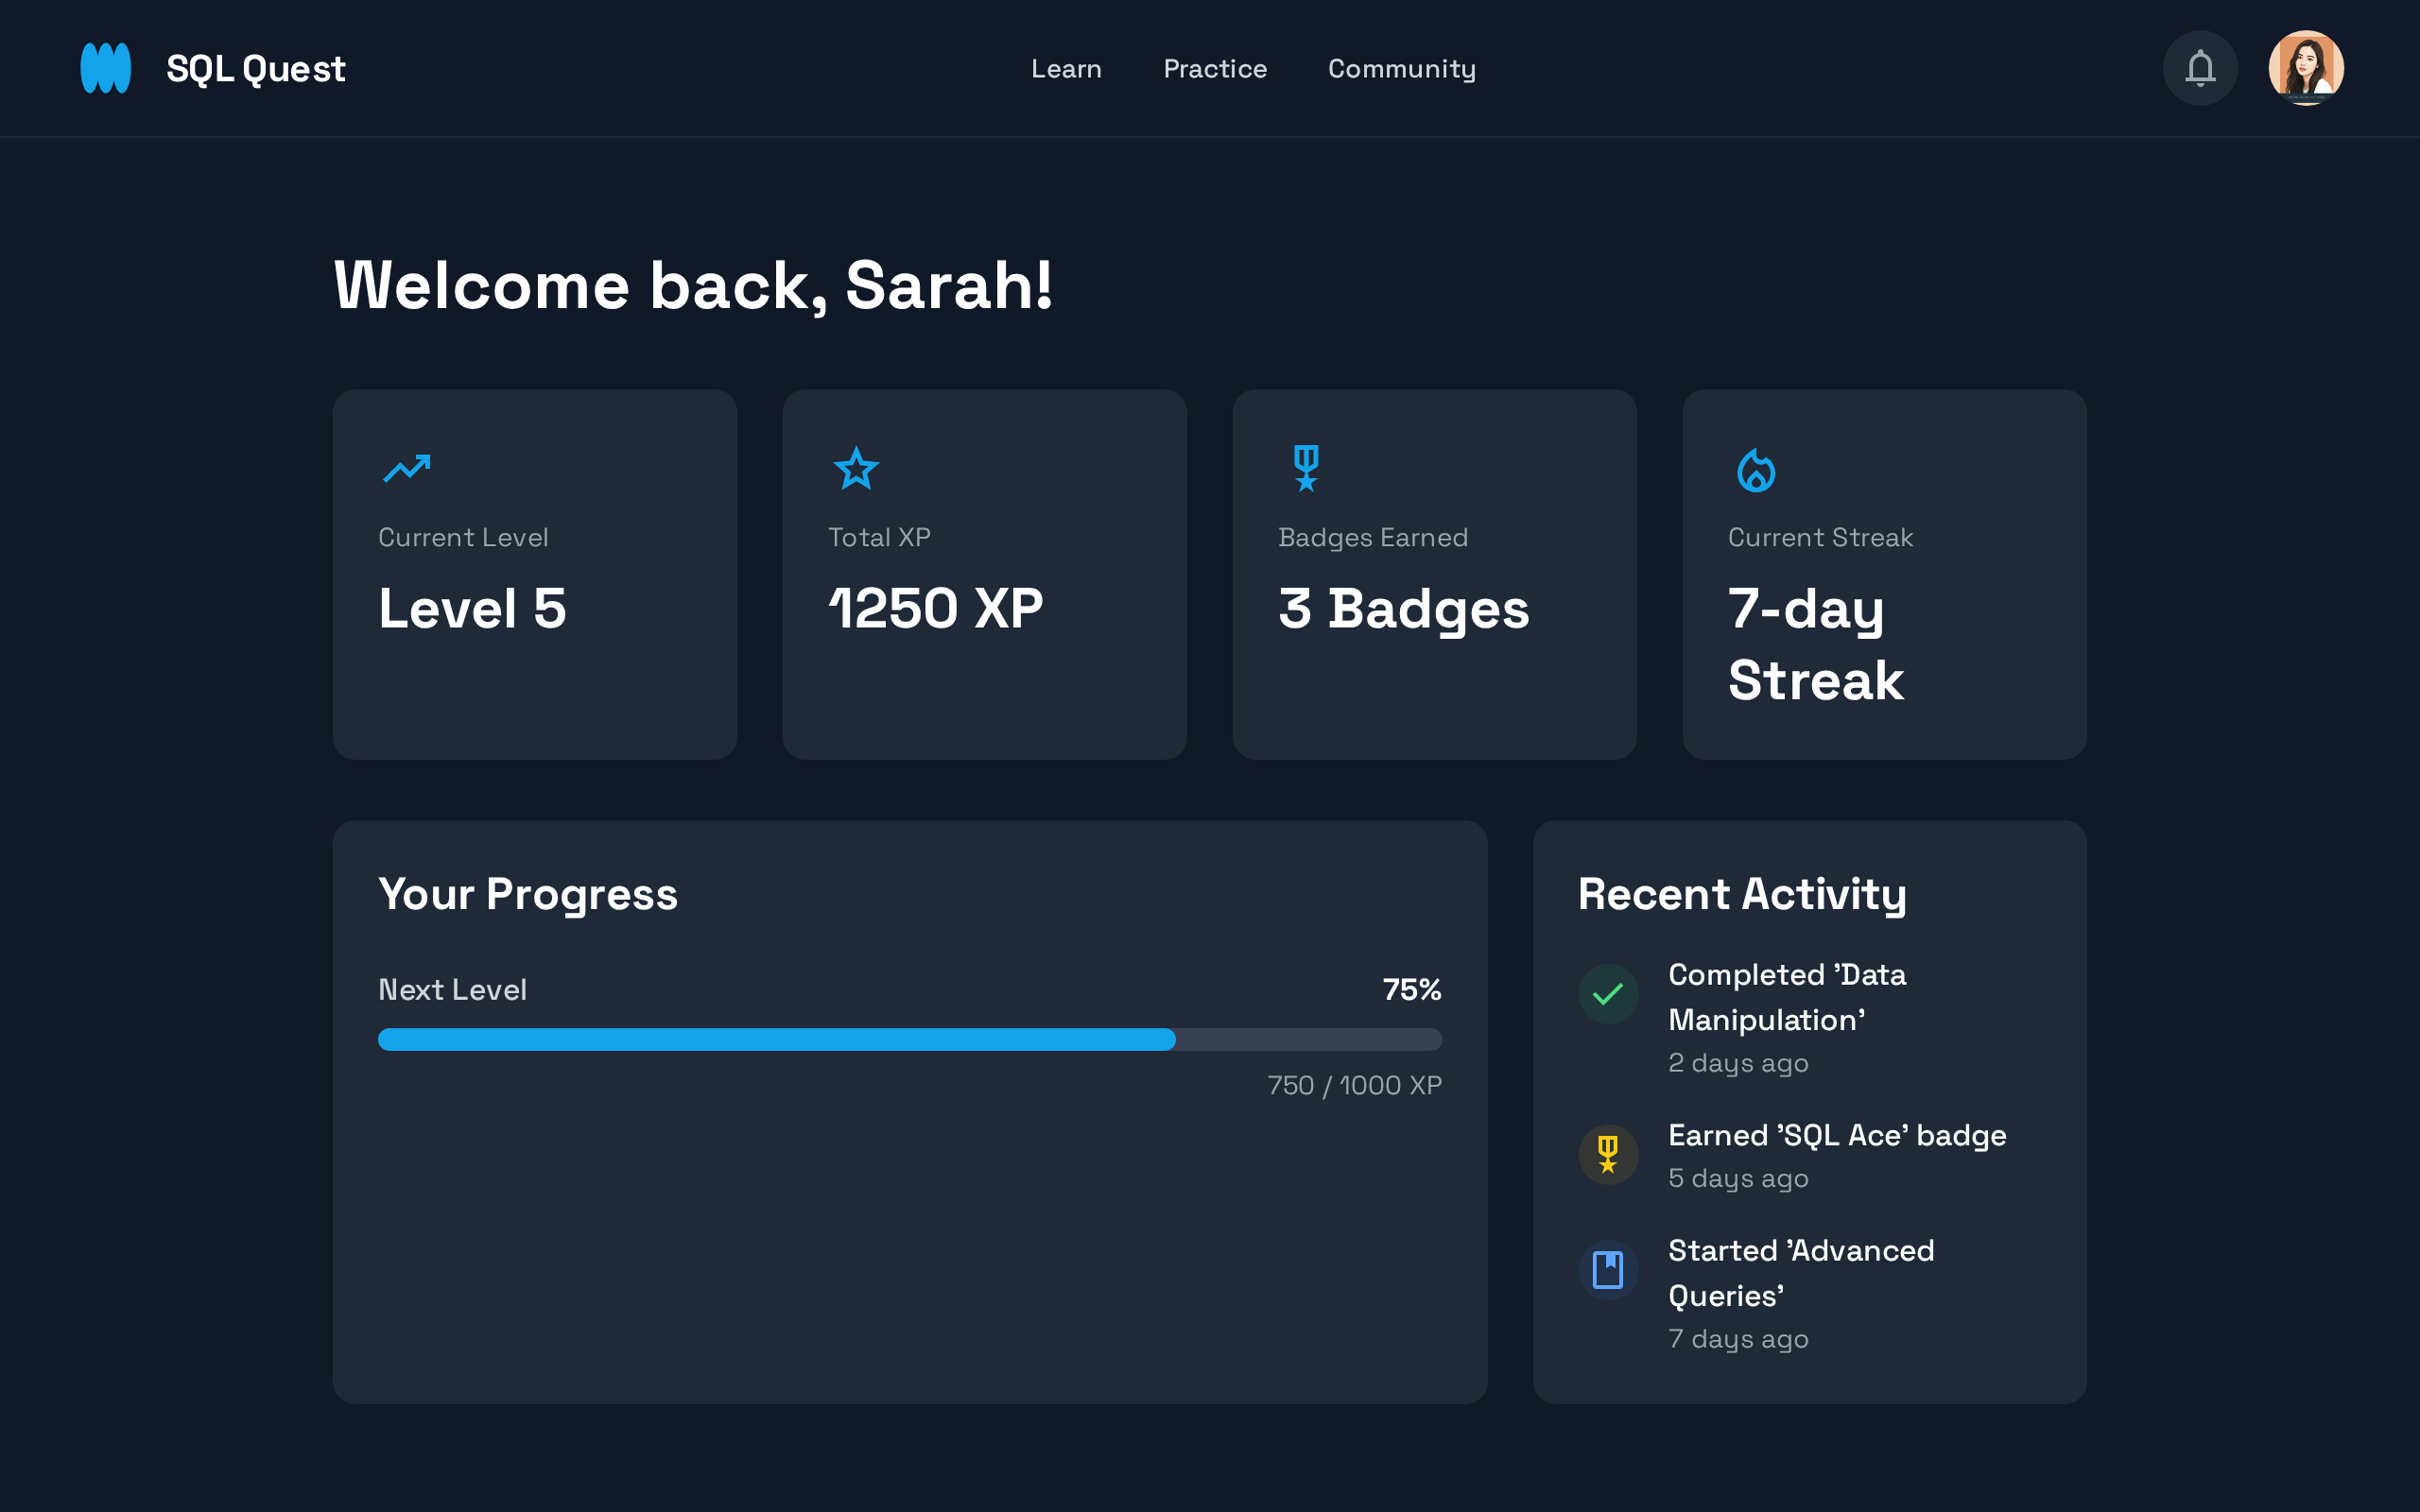 SQL Quest
Learn
Practice
Community
Welcome back, Sarah!
Current Level
Level 5
Total XP
1250 XP
Badges Earned
3 Badges
Current Streak
7-day
Streak
Your Progress
Next Level
75%
750 / 1000 XP
Recent Activity
Completed 'Data
Manipulation'
2 days ago
Earned 'SQL Ace' badge
5 days ago
Started 'Advanced
Queries'
7 days ago